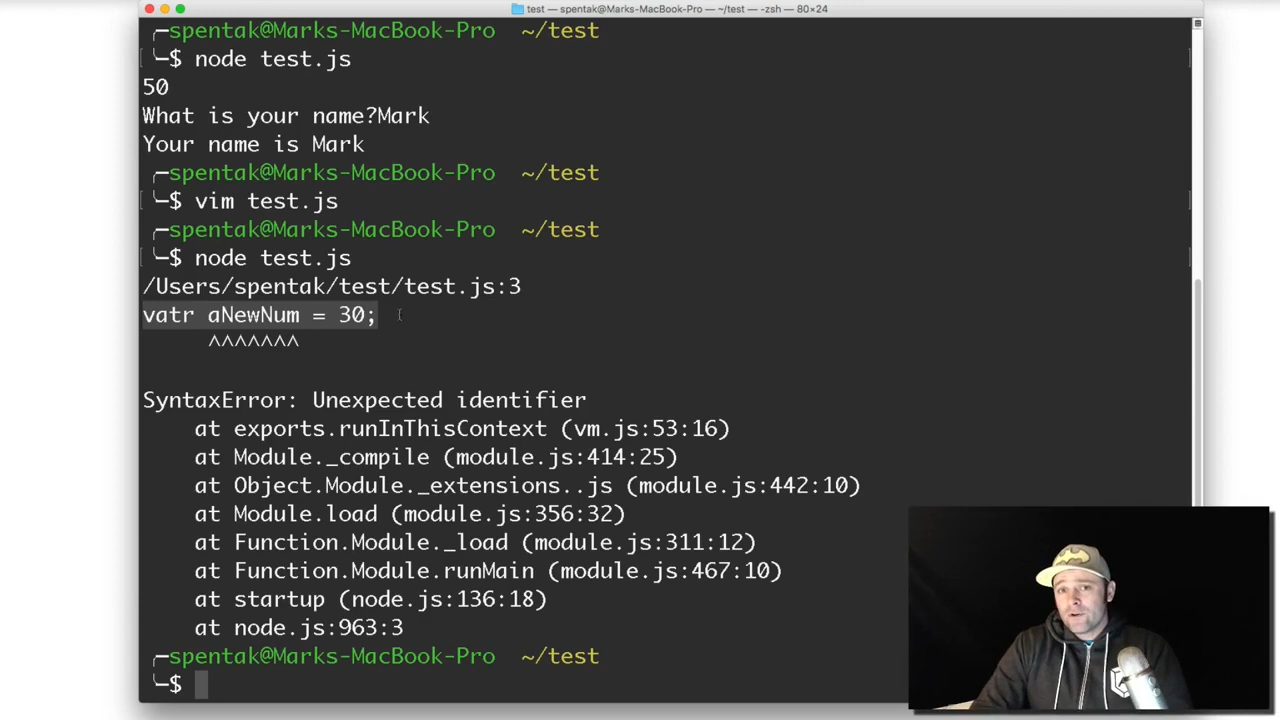 test — spentak@Marks-MacBook-Pro — ~/test — -zsh — 80×24
╭─spentak@Marks-MacBook-Pro ~/test
╰─$ node test.js
50
What is your name?Mark
Your name is Mark
╭─spentak@Marks-MacBook-Pro ~/test
╰─$ vim test.js
╭─spentak@Marks-MacBook-Pro ~/test
╰─$ node test.js
/Users/spentak/test/test.js:3
vatr aNewNum = 30;
^^^^^^^
SyntaxError: Unexpected identifier
at exports.runInThisContext (vm.js:53:16)
at Module._compile (module.js:414:25)
at Object.Module._extensions..js (module.js:442:10)
at Module.load (module.js:356:32)
at Function.Module._load (module.js:311:12)
at Function.Module.runMain (module.js:467:10)
at startup (node.js:136:18)
at node.js:963:3
╭─spentak@Marks-MacBook-Pro ~/test
╰─$